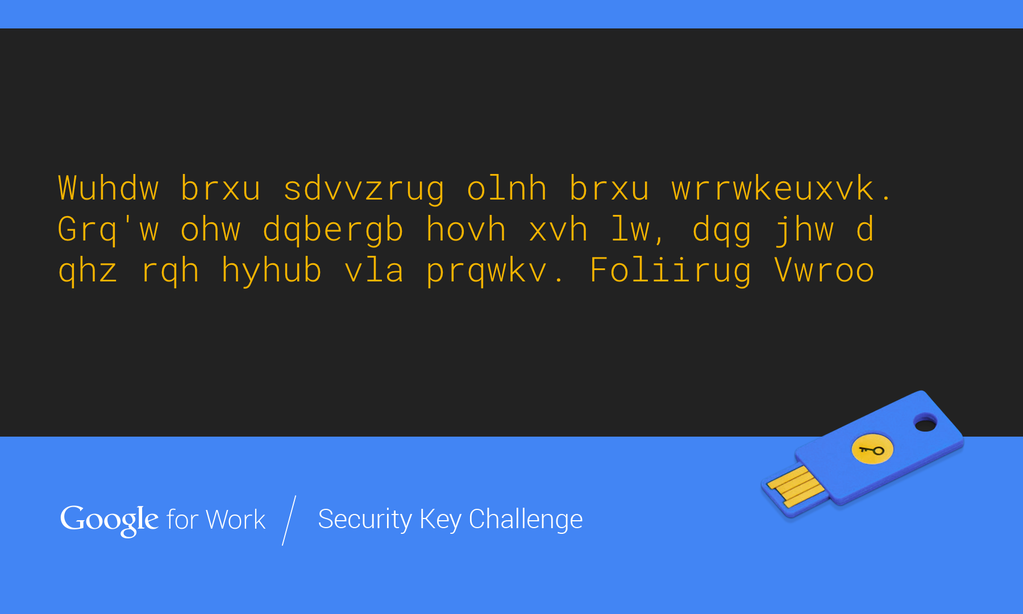 Wuhdw brxu sdvvzrug olnh brxu wrrwkeuxvk.
Grq'w ohw dqbergb hovh xvh lw, dqg jhw d
qhz rqh hyhub vla prqwkv. Foliirug Vwroo
Google for Work / Security Key Challenge